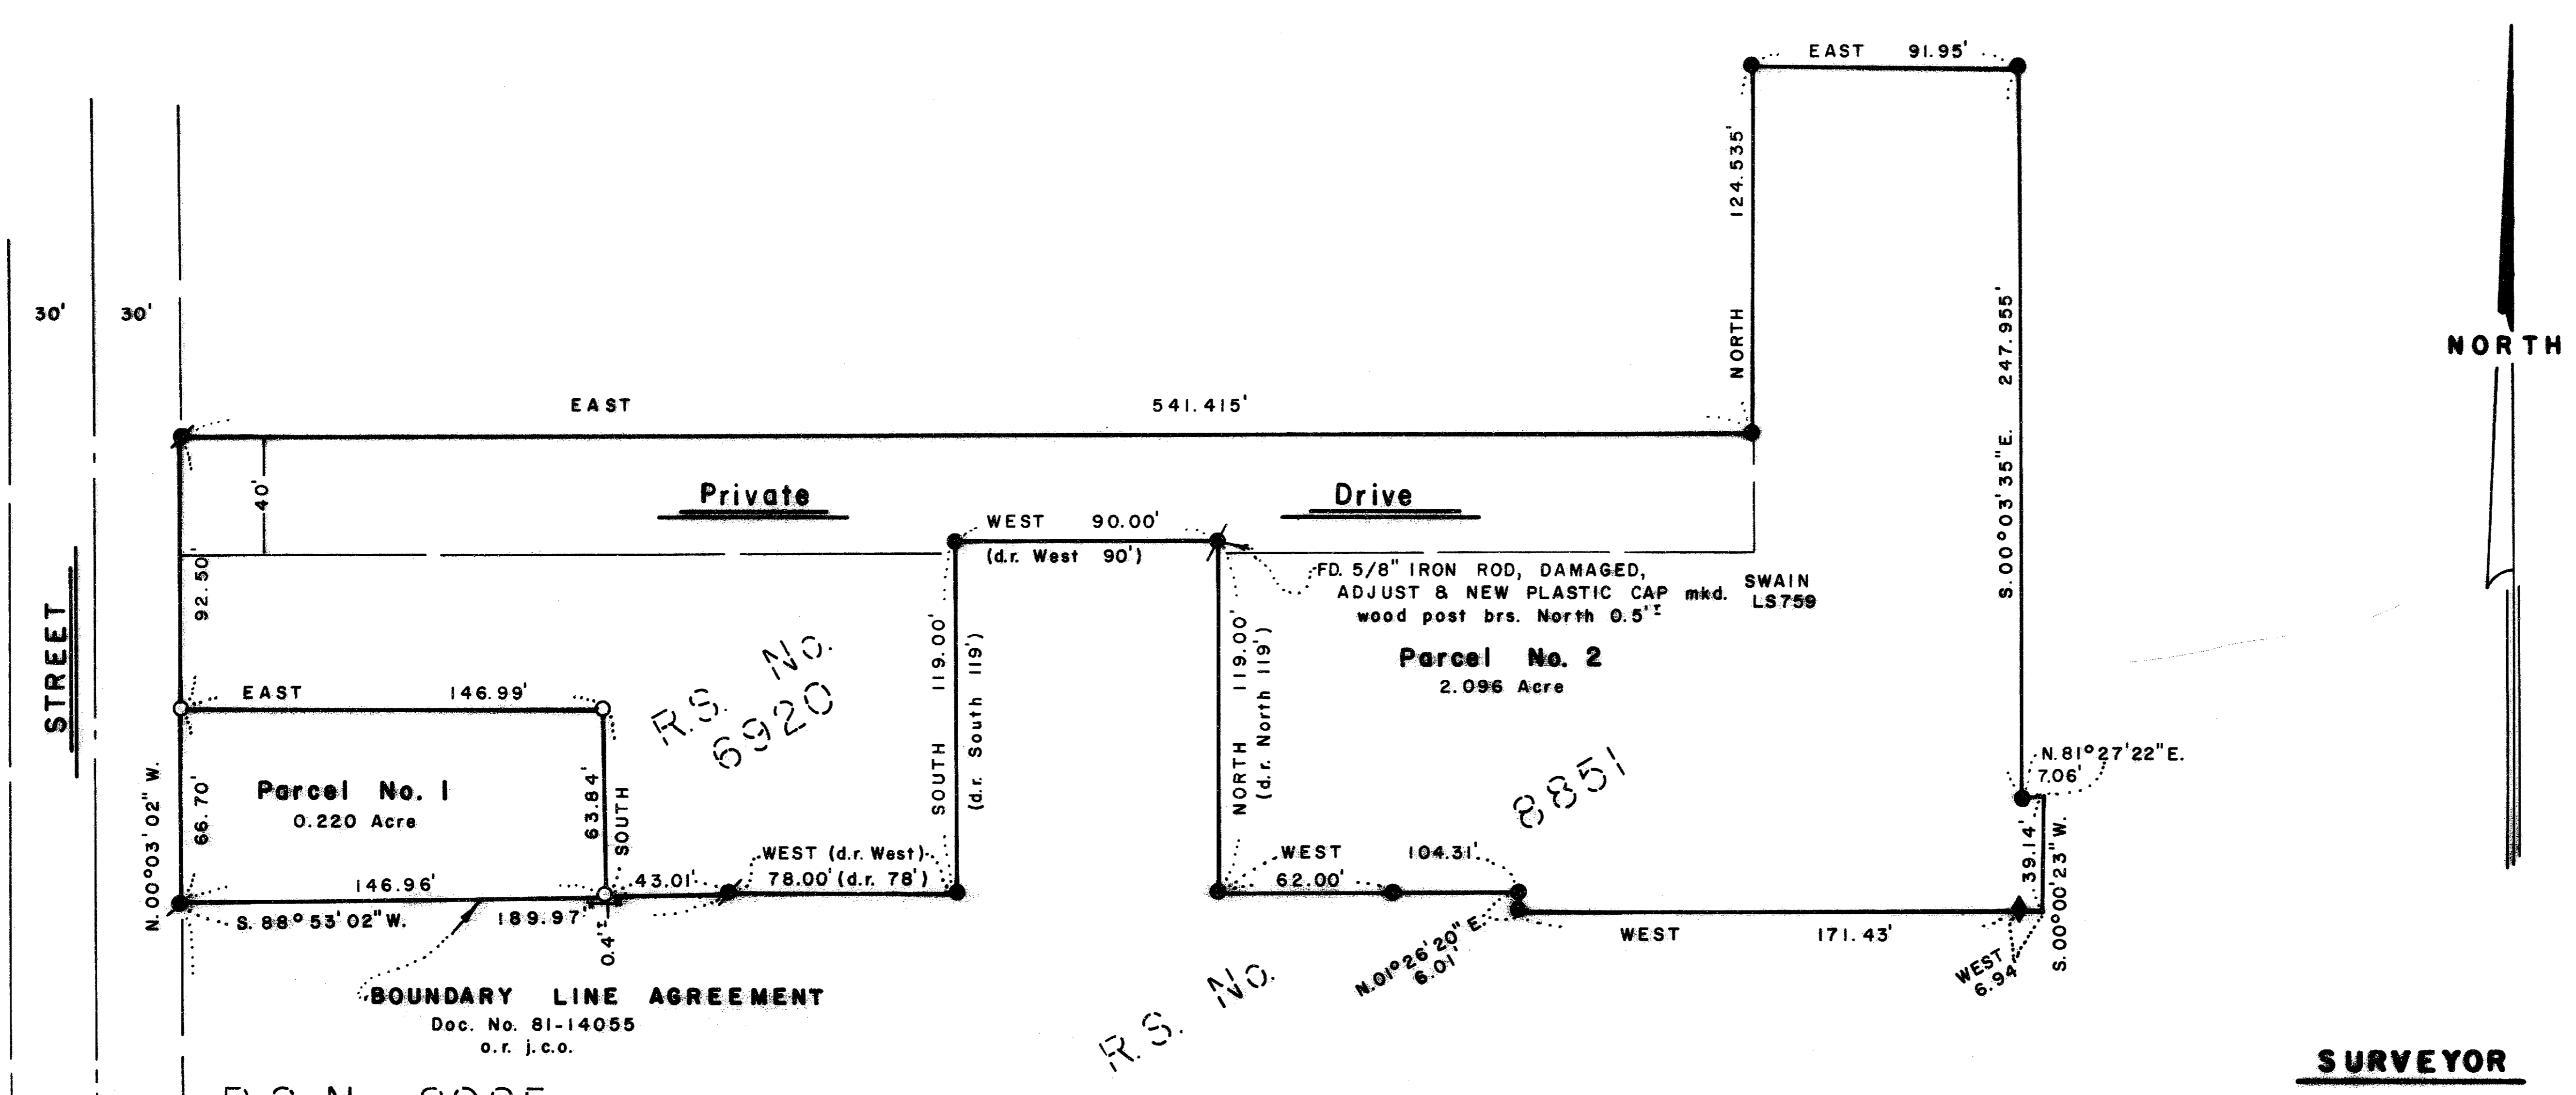 EAST 91.95'
124.535'
NORTH
S. 00°03'35"E. 247.955'
NORTH
30' 30'
EAST 541.415'
40'
Private Drive
WEST 90.00'
(d.r. West 90')
FD. 5/8" IRON ROD, DAMAGED,
ADJUST & NEW PLASTIC CAP mkd. SWAIN
LS759
wood post brs. North 0.5'±
92.50'
STREET
R.S. No.
6920
SOUTH 119.00'
(d.r. South 119')
NORTH 119.00'
(d.r. North 119')
Parcel No. 2
2.096 Acre
EAST 146.99'
N. 81°27'22"E.
7.06'
8851
Parcel No. 1
0.220 Acre
N. 00°03'02"W.
66.70'
63.84'
SOUTH
39.14'
S. 00°00'23"W.
WEST (d.r. West)
78.00' (d.r. 78')
43.01'
WEST 104.31'
62.00'
146.96'
S. 88°53'02"W. 189.97'
0.4'±
N. 01°26'20"E.
6.01'
WEST 171.43'
WEST
6.94'
R.S. No.
BOUNDARY LINE AGREEMENT
Doc. No. 81-14055
o.r. j.c.o.
SURVEYOR